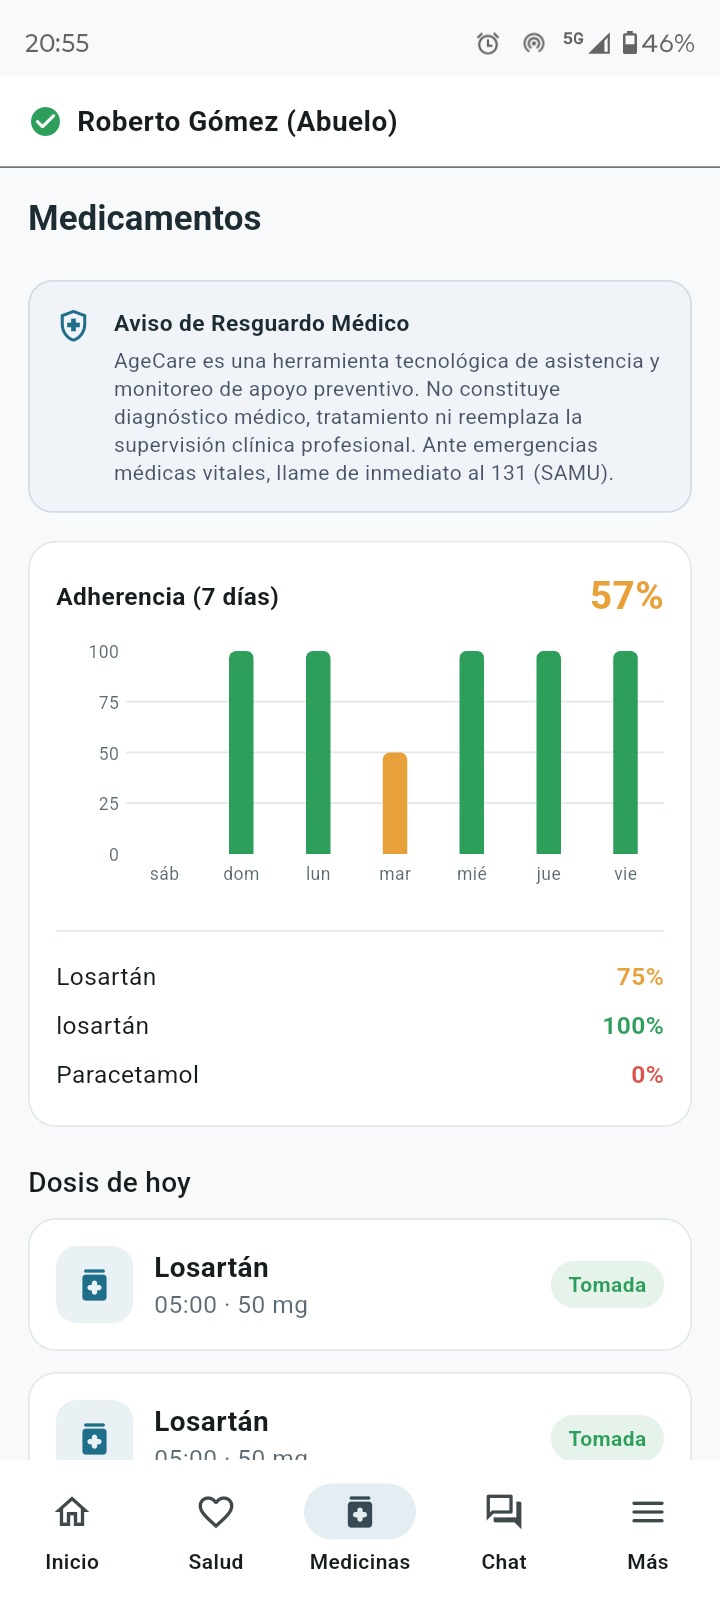 20:55
5G
46%
Roberto Gómez (Abuelo)
Medicamentos
Aviso de Resguardo Médico
AgeCare es una herramienta tecnológica de asistencia y
monitoreo de apoyo preventivo. No constituye
diagnóstico médico, tratamiento ni reemplaza la
supervisión clínica profesional. Ante emergencias
médicas vitales, llame de inmediato al 131 (SAMU).
Adherencia (7 días)
57%
100
75
50
25
0
sáb dom lun mar mié jue vie
Losartán 75%
losartán 100%
Paracetamol 0%
Dosis de hoy
Losartán
05:00 · 50 mg
Tomada
Losartán
05:00 · 50 mg
Tomada
Inicio Salud Medicinas Chat Más